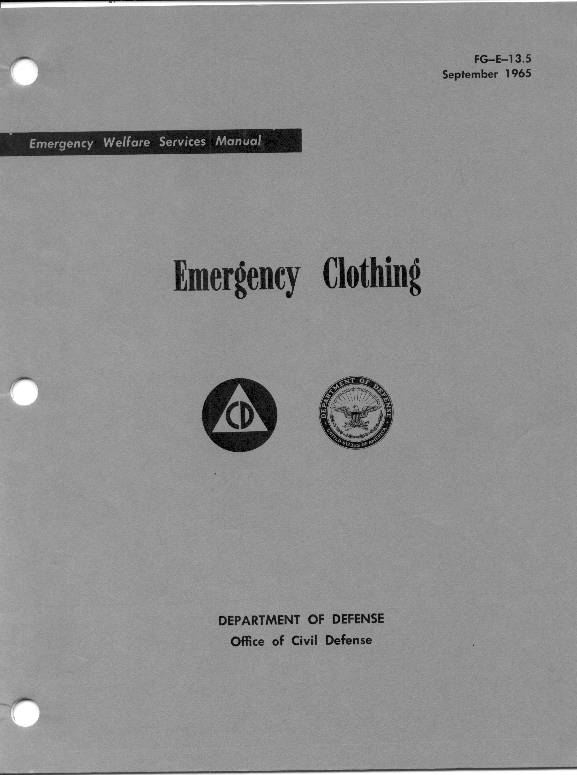 FG-E-13.5
September 1965
Emergency Welfare Services Manual
Emergency Clothing
CD
DEPARTMENT OF DEFENSE
UNITED STATES OF AMERICA
DEPARTMENT OF DEFENSE
Office of Civil Defense